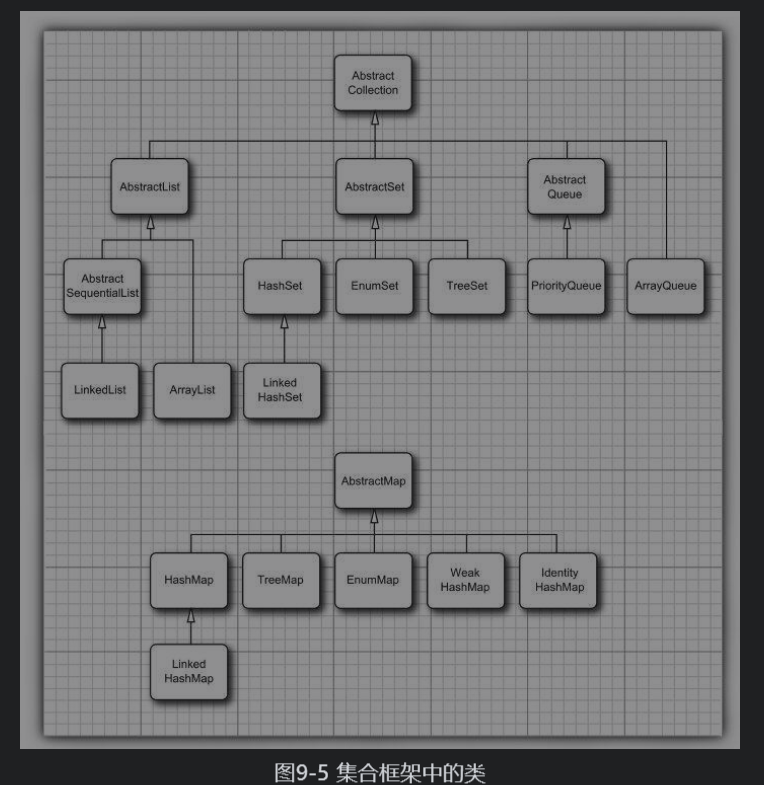 Abstract
Collection
AbstractList
AbstractSet
Abstract
Queue
Abstract
SequentialList
HashSet
EnumSet
TreeSet
PriorityQueue
ArrayQueue
LinkedList
ArrayList
Linked
HashSet
AbstractMap
HashMap
TreeMap
EnumMap
Weak
HashMap
Identity
HashMap
Linked
HashMap
图9-5 集合框架中的类